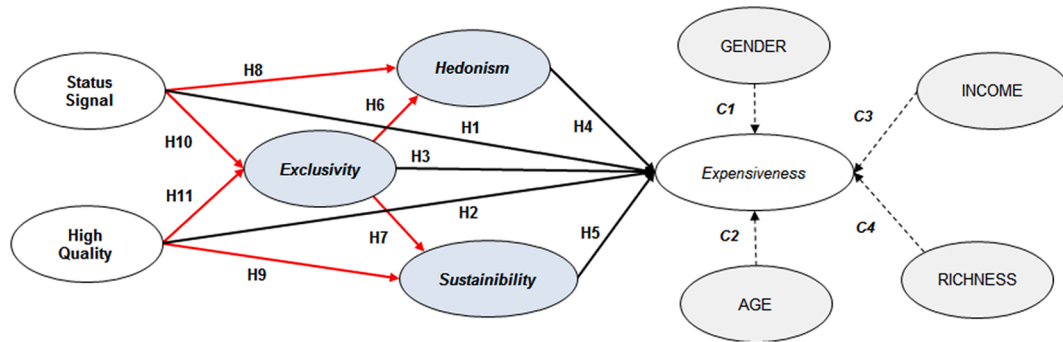 GENDER
Hedonism
H8
Status
Signal
INCOME
H6
C1
C3
H1
H4
H10
H3
Exclusivity
Expensiveness
H11
H2
High
Quality
H7
H5
C2
C4
H9
Sustainibility
RICHNESS
AGE